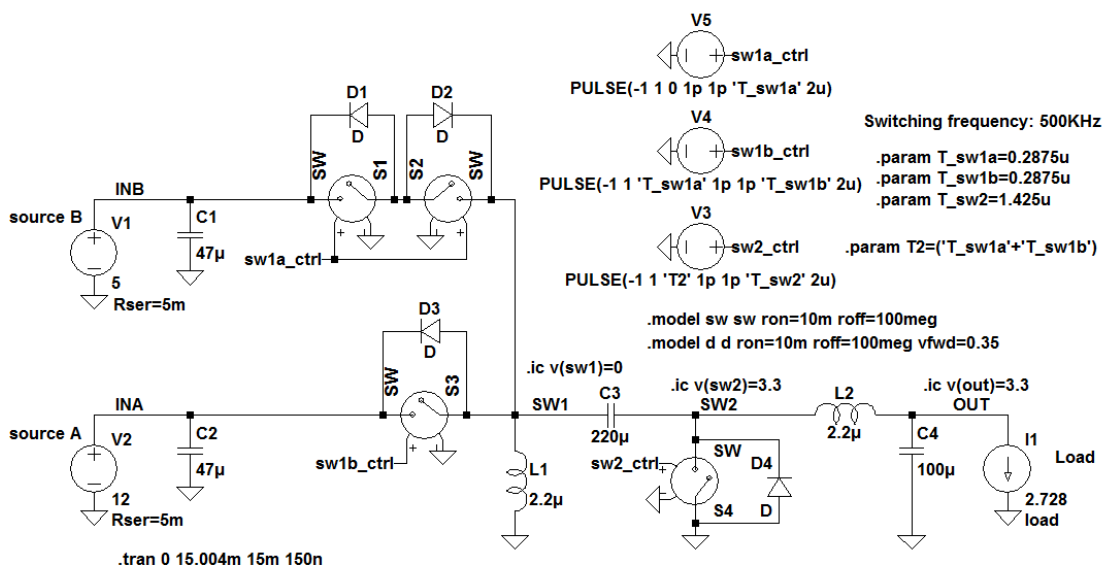 V5
sw1a_ctrl
PULSE(-1 1 0 1p 1p 'T_sw1a' 2u)
D1
D
D2
D
Switching frequency: 500KHz
V4
sw1b_ctrl
PULSE(-1 1 'T_sw1a' 1p 1p 'T_sw1b' 2u)
.param T_sw1a=0.2875u
.param T_sw1b=0.2875u
.param T_sw2=1.425u
SW
S1
S2
SW
INB
source B
V1
5
Rser=5m
C1
47µ
sw1a_ctrl
V3
sw2_ctrl
.param T2=('T_sw1a'+'T_sw1b')
PULSE(-1 1 'T2' 1p 1p 'T_sw2' 2u)
D3
D
.model sw sw ron=10m roff=100meg
.model d d ron=10m roff=100meg vfwd=0.35
SW
S3
.ic v(sw1)=0
INA
source A
V2
12
Rser=5m
C2
47µ
sw1b_ctrl
SW1
C3
220µ
.ic v(sw2)=3.3
SW2
L2
2.2µ
.ic v(out)=3.3
OUT
L1
2.2µ
sw2_ctrl
SW
S4
D4
D
C4
100µ
I1
Load
2.728
load
.tran 0 15.004m 15m 150n